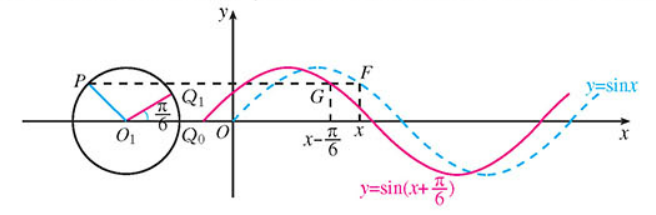 y
P
F
Q₁
G
y=sinx
π/6
O₁
Q₀
O
x-π/6
x
x
y=sin(x+π/6)